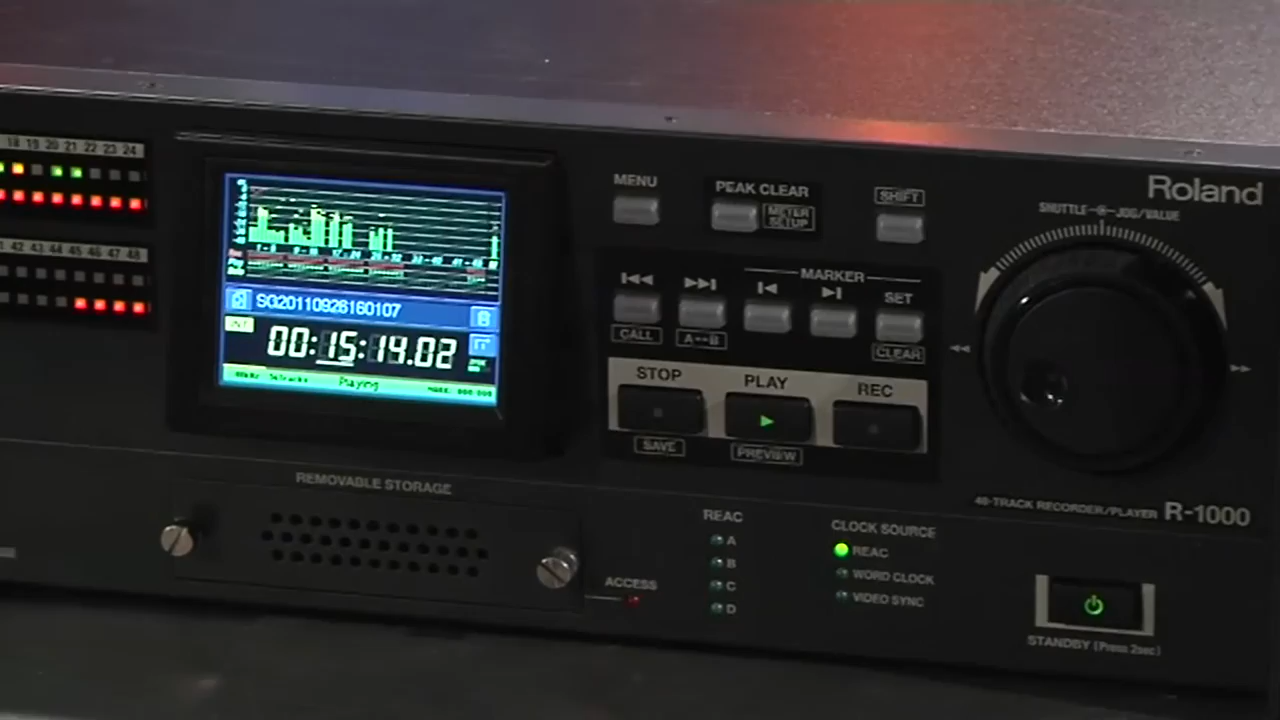 18 19 20 21 22 23 24
42 43 44 45 46 47 48
SG20110926160107
INT
00:15:14.02
Playing
MENU
PEAK CLEAR
METER SETUP
SHIFT
MARKER
SET
CALL
A↔B
CLEAR
STOP
PLAY
REC
SAVE
PREVIEW
Roland
SHUTTLE JOG/VALUE
48-TRACK RECORDER/PLAYER R-1000
REMOVABLE STORAGE
ACCESS
REAC
A
B
C
D
CLOCK SOURCE
REAC
WORD CLOCK
VIDEO SYNC
STANDBY (Press 2sec)